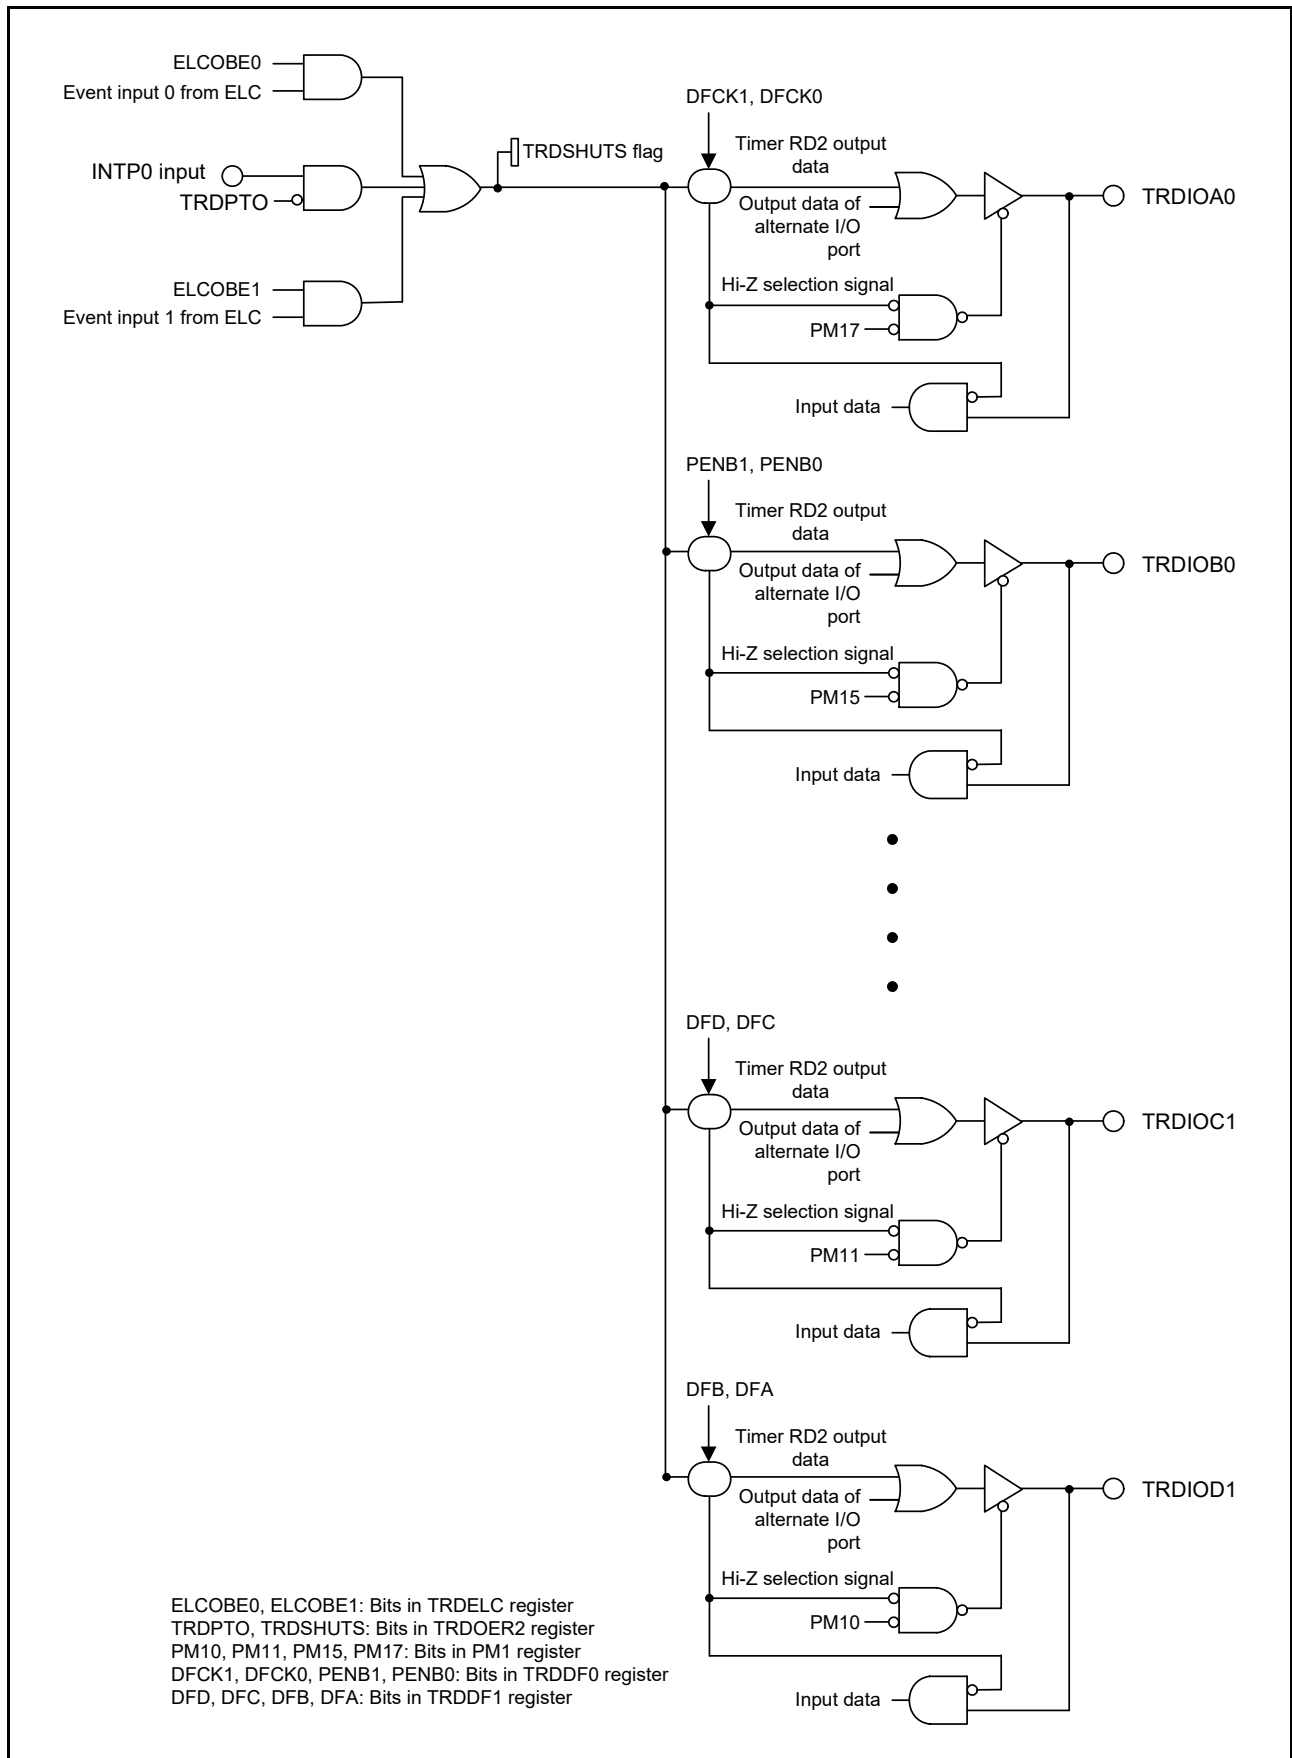 ELCOBE0
Event input 0 from ELC
INTP0 input
TRDPTO
ELCOBE1
Event input 1 from ELC
TRDSHUTS flag
DFCK1, DFCK0
Timer RD2 output
data
Output data of
alternate I/O
port
TRDIOA0
Hi-Z selection signal
PM17
Input data
PENB1, PENB0
Timer RD2 output
data
Output data of
alternate I/O
port
TRDIOB0
Hi-Z selection signal
PM15
Input data
DFD, DFC
Timer RD2 output
data
Output data of
alternate I/O
port
TRDIOC1
Hi-Z selection signal
PM11
Input data
DFB, DFA
Timer RD2 output
data
Output data of
alternate I/O
port
TRDIOD1
Hi-Z selection signal
PM10
Input data
ELCOBE0, ELCOBE1: Bits in TRDELC register
TRDPTO, TRDSHUTS: Bits in TRDOER2 register
PM10, PM11, PM15, PM17: Bits in PM1 register
DFCK1, DFCK0, PENB1, PENB0: Bits in TRDDF0 register
DFD, DFC, DFB, DFA: Bits in TRDDF1 register